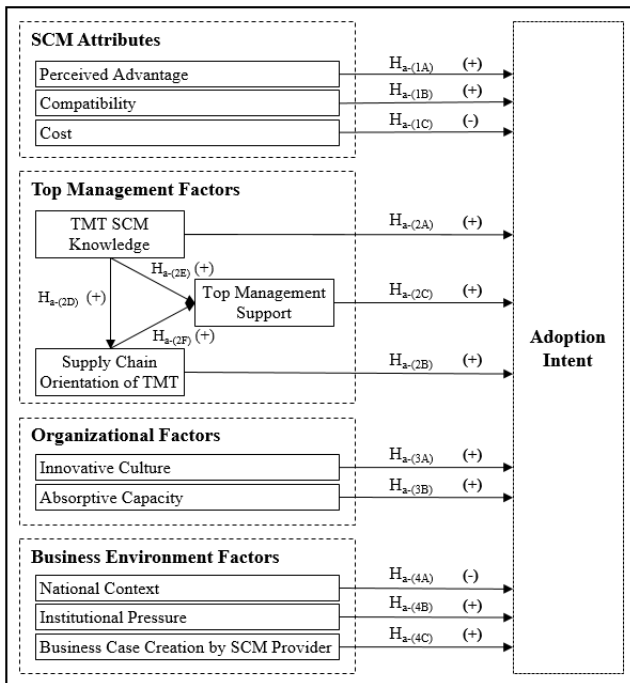 SCM Attributes
Perceived Advantage
Hₐ-(1A) (+)
Compatibility
Hₐ-(1B) (+)
Cost
Hₐ-(1C) (-)
Top Management Factors
TMT SCM
Knowledge
Hₐ-(2A) (+)
Hₐ-(2E) (+)
Hₐ-(2D) (+)
Top Management
Support
Hₐ-(2C) (+)
Hₐ-(2F) (+)
Supply Chain
Orientation of TMT
Hₐ-(2B) (+)
Organizational Factors
Innovative Culture
Hₐ-(3A) (+)
Absorptive Capacity
Hₐ-(3B) (+)
Business Environment Factors
National Context
Hₐ-(4A) (-)
Institutional Pressure
Hₐ-(4B) (+)
Business Case Creation by SCM Provider
Hₐ-(4C) (+)
Adoption
Intent